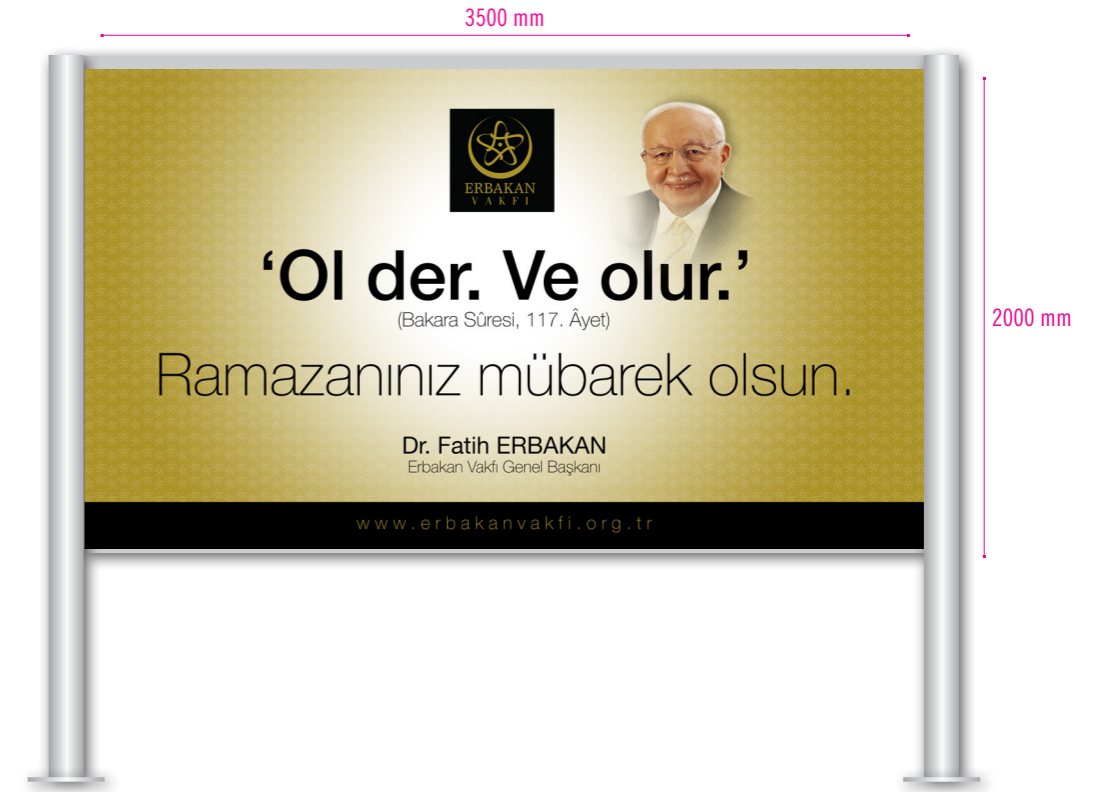 3500 mm
ERBAKAN
VAKFI
'Ol der. Ve olur.'
(Bakara Sûresi, 117. Âyet)
Ramazanınız mübarek olsun.
2000 mm
Dr. Fatih ERBAKAN
Erbakan Vakfı Genel Başkanı
www.erbakanvakfi.org.tr